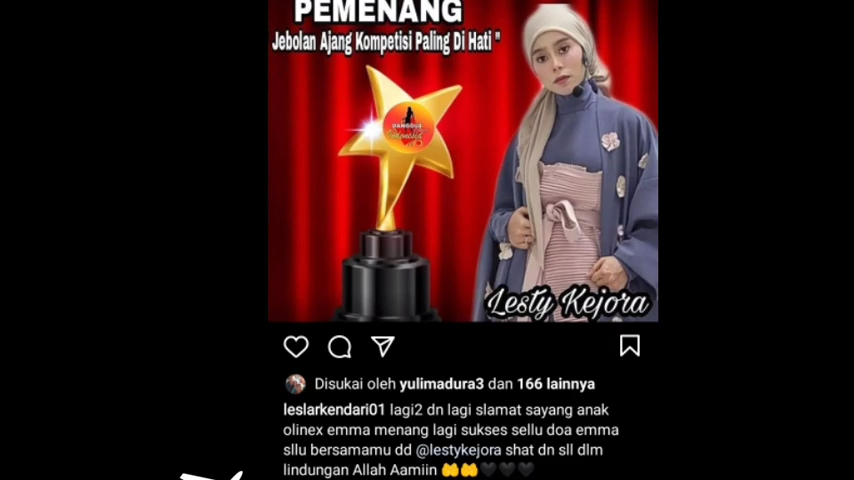 PEMENANG
Jebolan Ajang Kompetisi Paling Di Hati "
DANGDUT
Indonesia
Lesty Kejora
Disukai oleh yulimadura3 dan 166 lainnya
leslarkendari01 lagi2 dn lagi slamat sayang anak
olinex emma menang lagi sukses sellu doa emma
sllu bersamamu dd @lestykejora shat dn sll dlm
lindungan Allah Aamiin 🤲🤲🖤🖤🖤